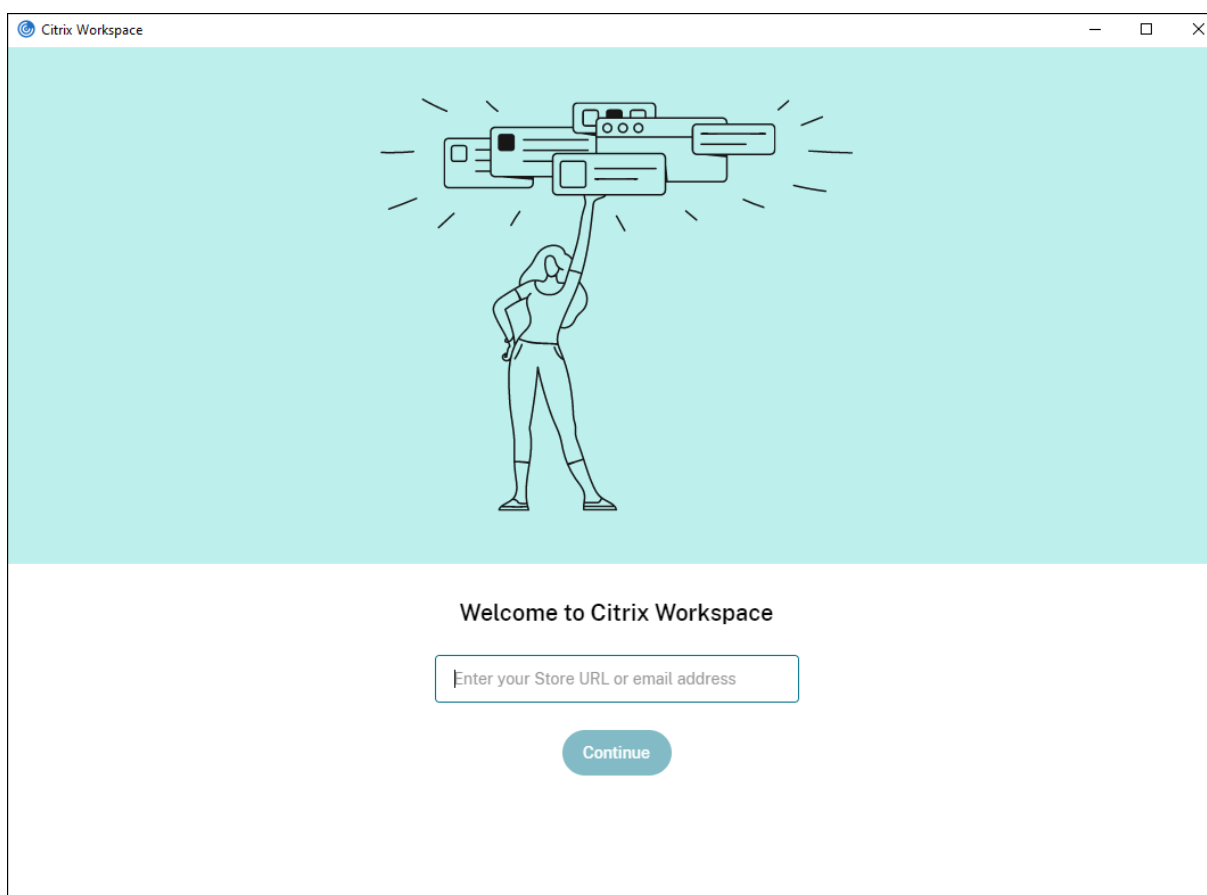 Citrix Workspace
Welcome to Citrix Workspace
Enter your Store URL or email address
Continue